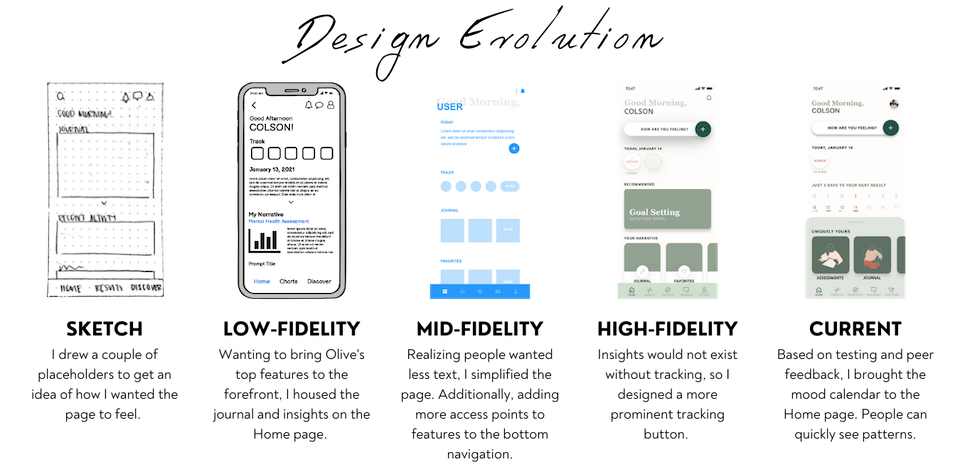 Design Evolution
GOOD MORNING!
JOURNAL
RECENT ACTIVITY
HOME RESULTS DISCOVER
Good Afternoon
COLSON!
Track
January 13, 2021
My Narrative
Mental Health Assessment
Prompt Title
Home Charts Discover
Good Morning,
USER
TODAY
TRACK
JOURNAL
FAVORITES
10:47
Good Morning,
COLSON
HOW ARE YOU FEELING?
+
TODAY, JANUARY 14
RECOMMENDED
Goal Setting
YOUR NARRATIVE
JOURNAL FAVORITES
10:47
Good Morning,
COLSON
HOW ARE YOU FEELING?
+
TODAY, JANUARY 14
JUST 2 DAYS TO YOUR NEXT RESULT
UNIQUELY YOURS
ASSESSMENTS JOURNAL
SKETCH
I drew a couple of
placeholders to get an
idea of how I wanted the
page to feel.
LOW-FIDELITY
Wanting to bring Olive's
top features to the
forefront, I housed the
journal and insights on the
Home page.
MID-FIDELITY
Realizing people wanted
less text, I simplified the
page. Additionally, adding
more access points to
features to the bottom
navigation.
HIGH-FIDELITY
Insights would not exist
without tracking, so I
designed a more
prominent tracking
button.
CURRENT
Based on testing and peer
feedback, I brought the
mood calendar to the
Home page. People can
quickly see patterns.